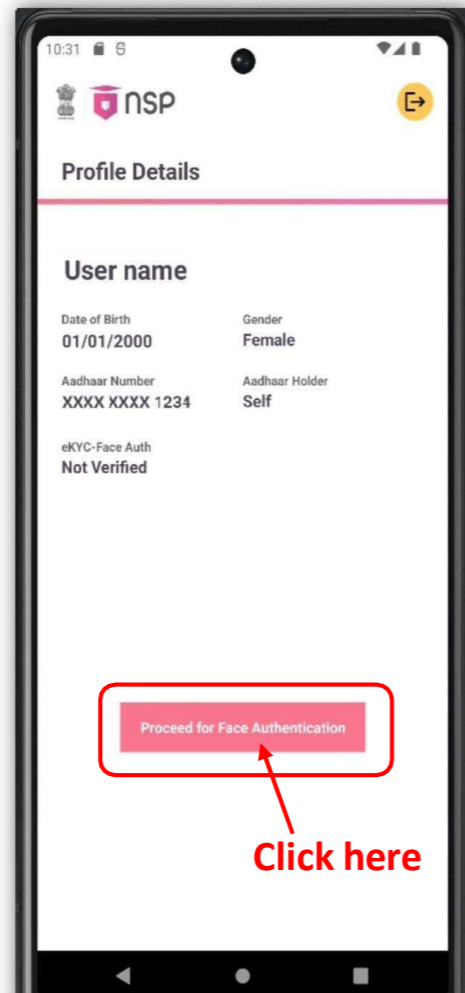 10:31
nsp
Profile Details
User name
Date of Birth Gender
01/01/2000 Female
Aadhaar Number Aadhaar Holder
XXXX XXXX 1234 Self
eKYC-Face Auth
Not Verified
Proceed for Face Authentication
Click here